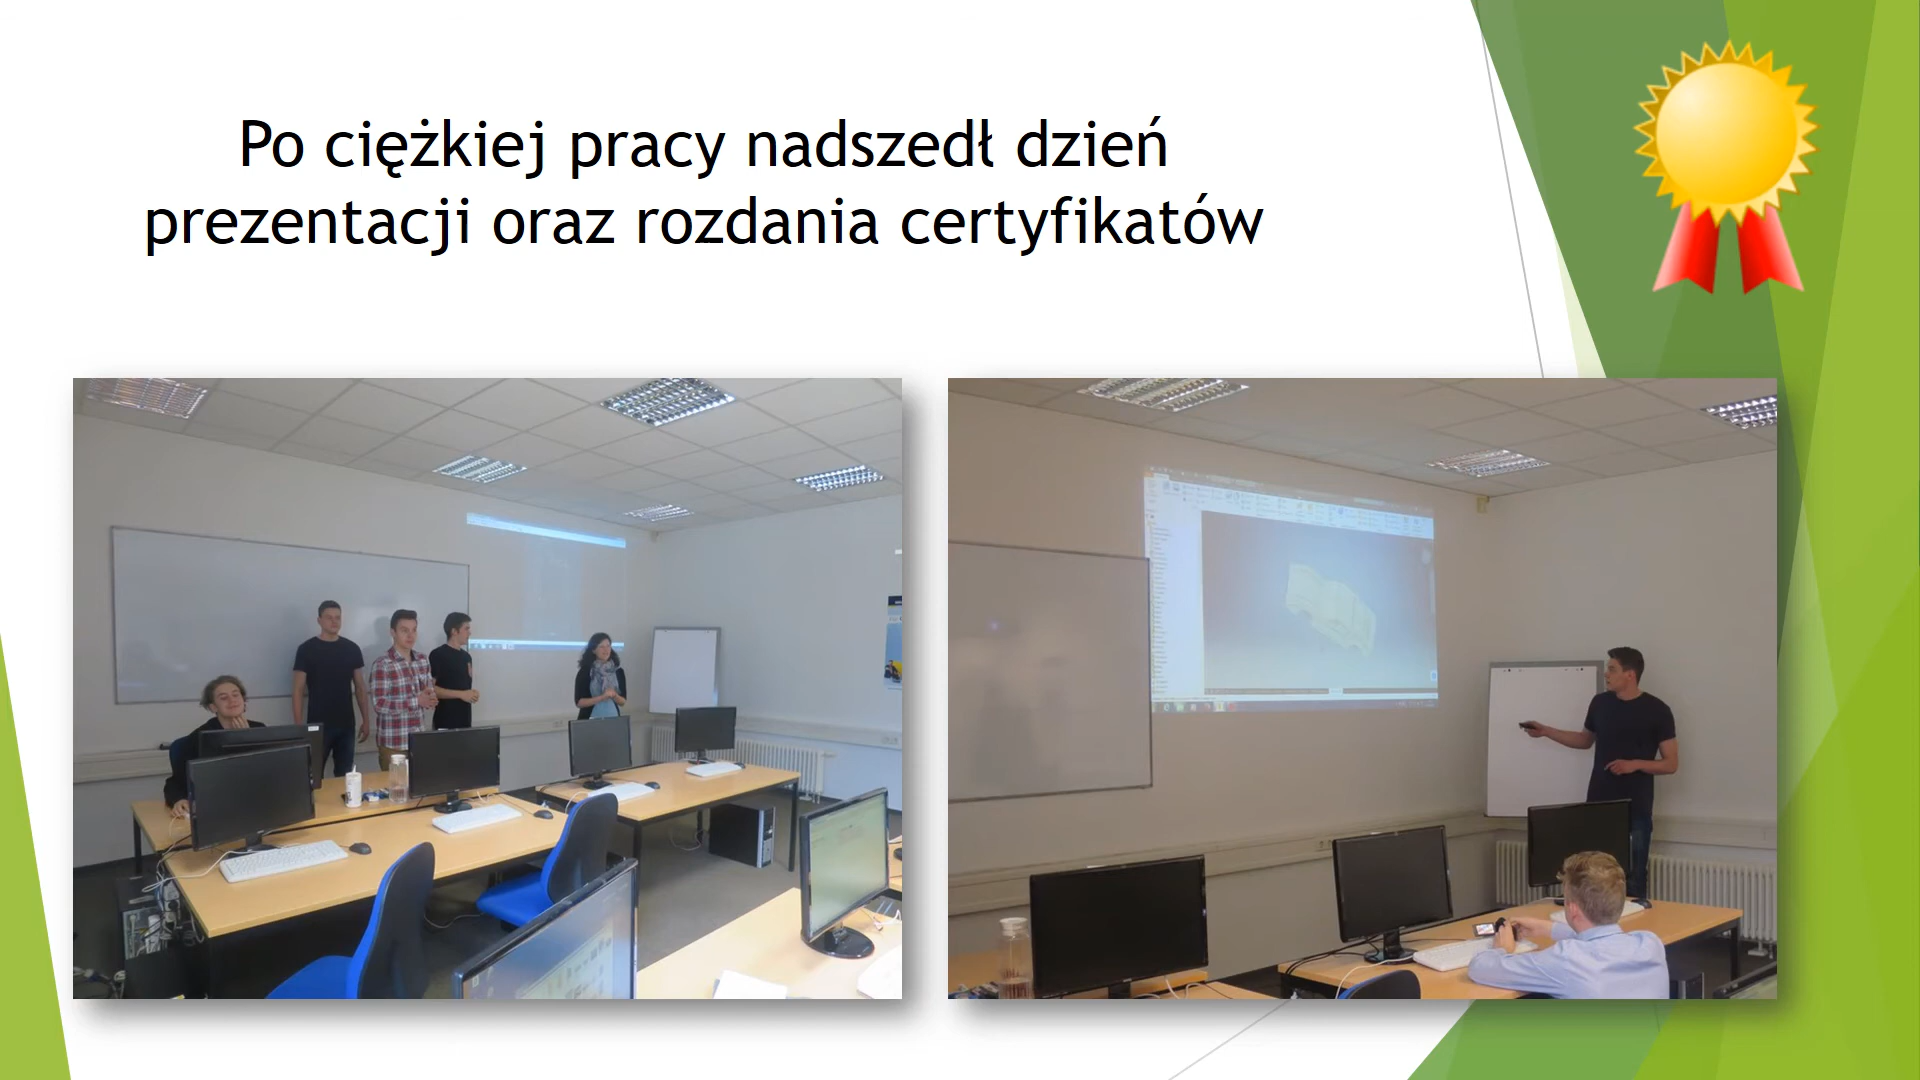 Po ciężkiej pracy nadszedł dzień
prezentacji oraz rozdania certyfikatów